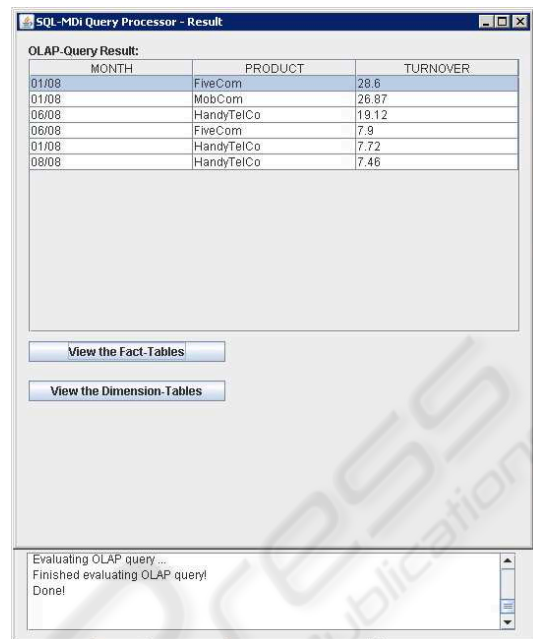 SQL-MDi Query Processor - Result
OLAP-Query Result:
MONTH PRODUCT TURNOVER
01/08 FiveCom 28.6
01/08 MobCom 26.87
06/08 HandyTelCo 19.12
06/08 FiveCom 7.9
01/08 HandyTelCo 7.72
08/08 HandyTelCo 7.46
View the Fact-Tables
View the Dimension-Tables
Evaluating OLAP query ...
Finished evaluating OLAP query!
Done!